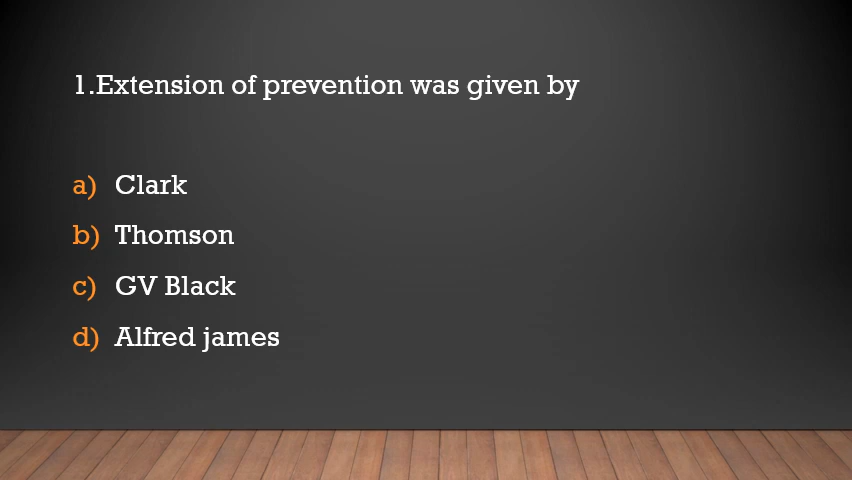 1.Extension of prevention was given by
a) Clark
b) Thomson
c) GV Black
d) Alfred james